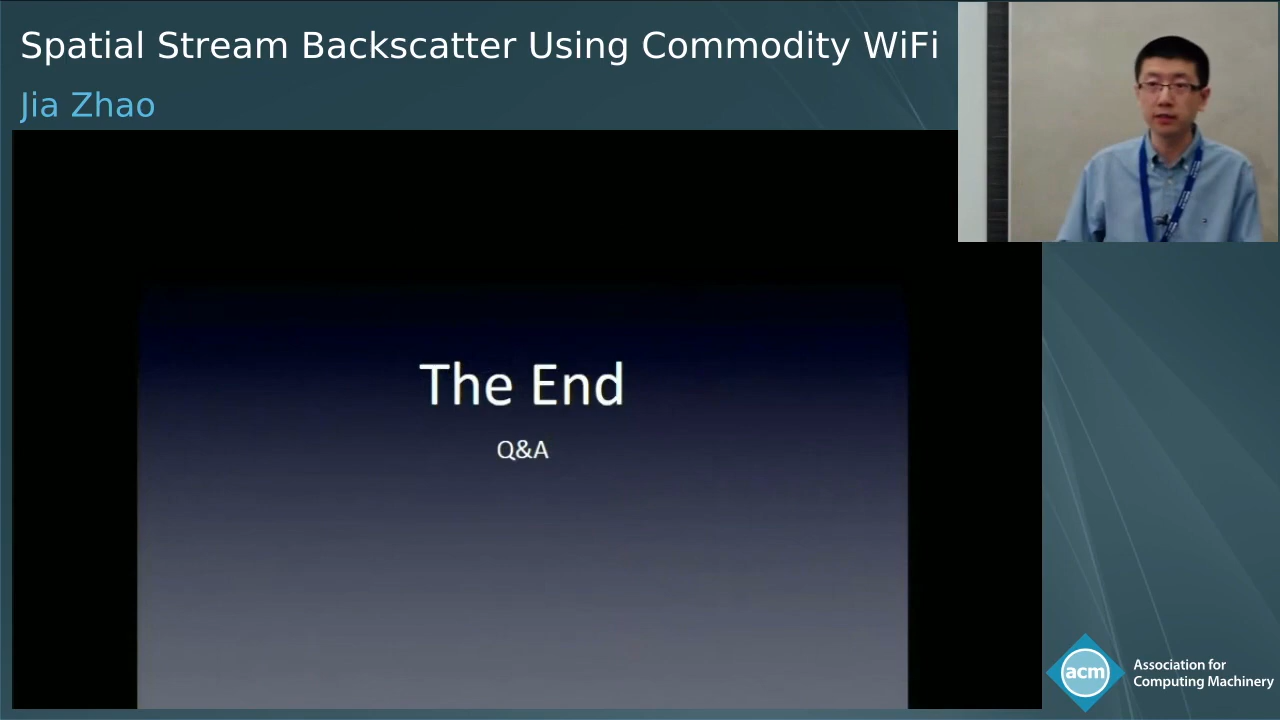 Spatial Stream Backscatter Using Commodity WiFi
Jia Zhao
The End
Q&A
acm
Association for
Computing Machinery